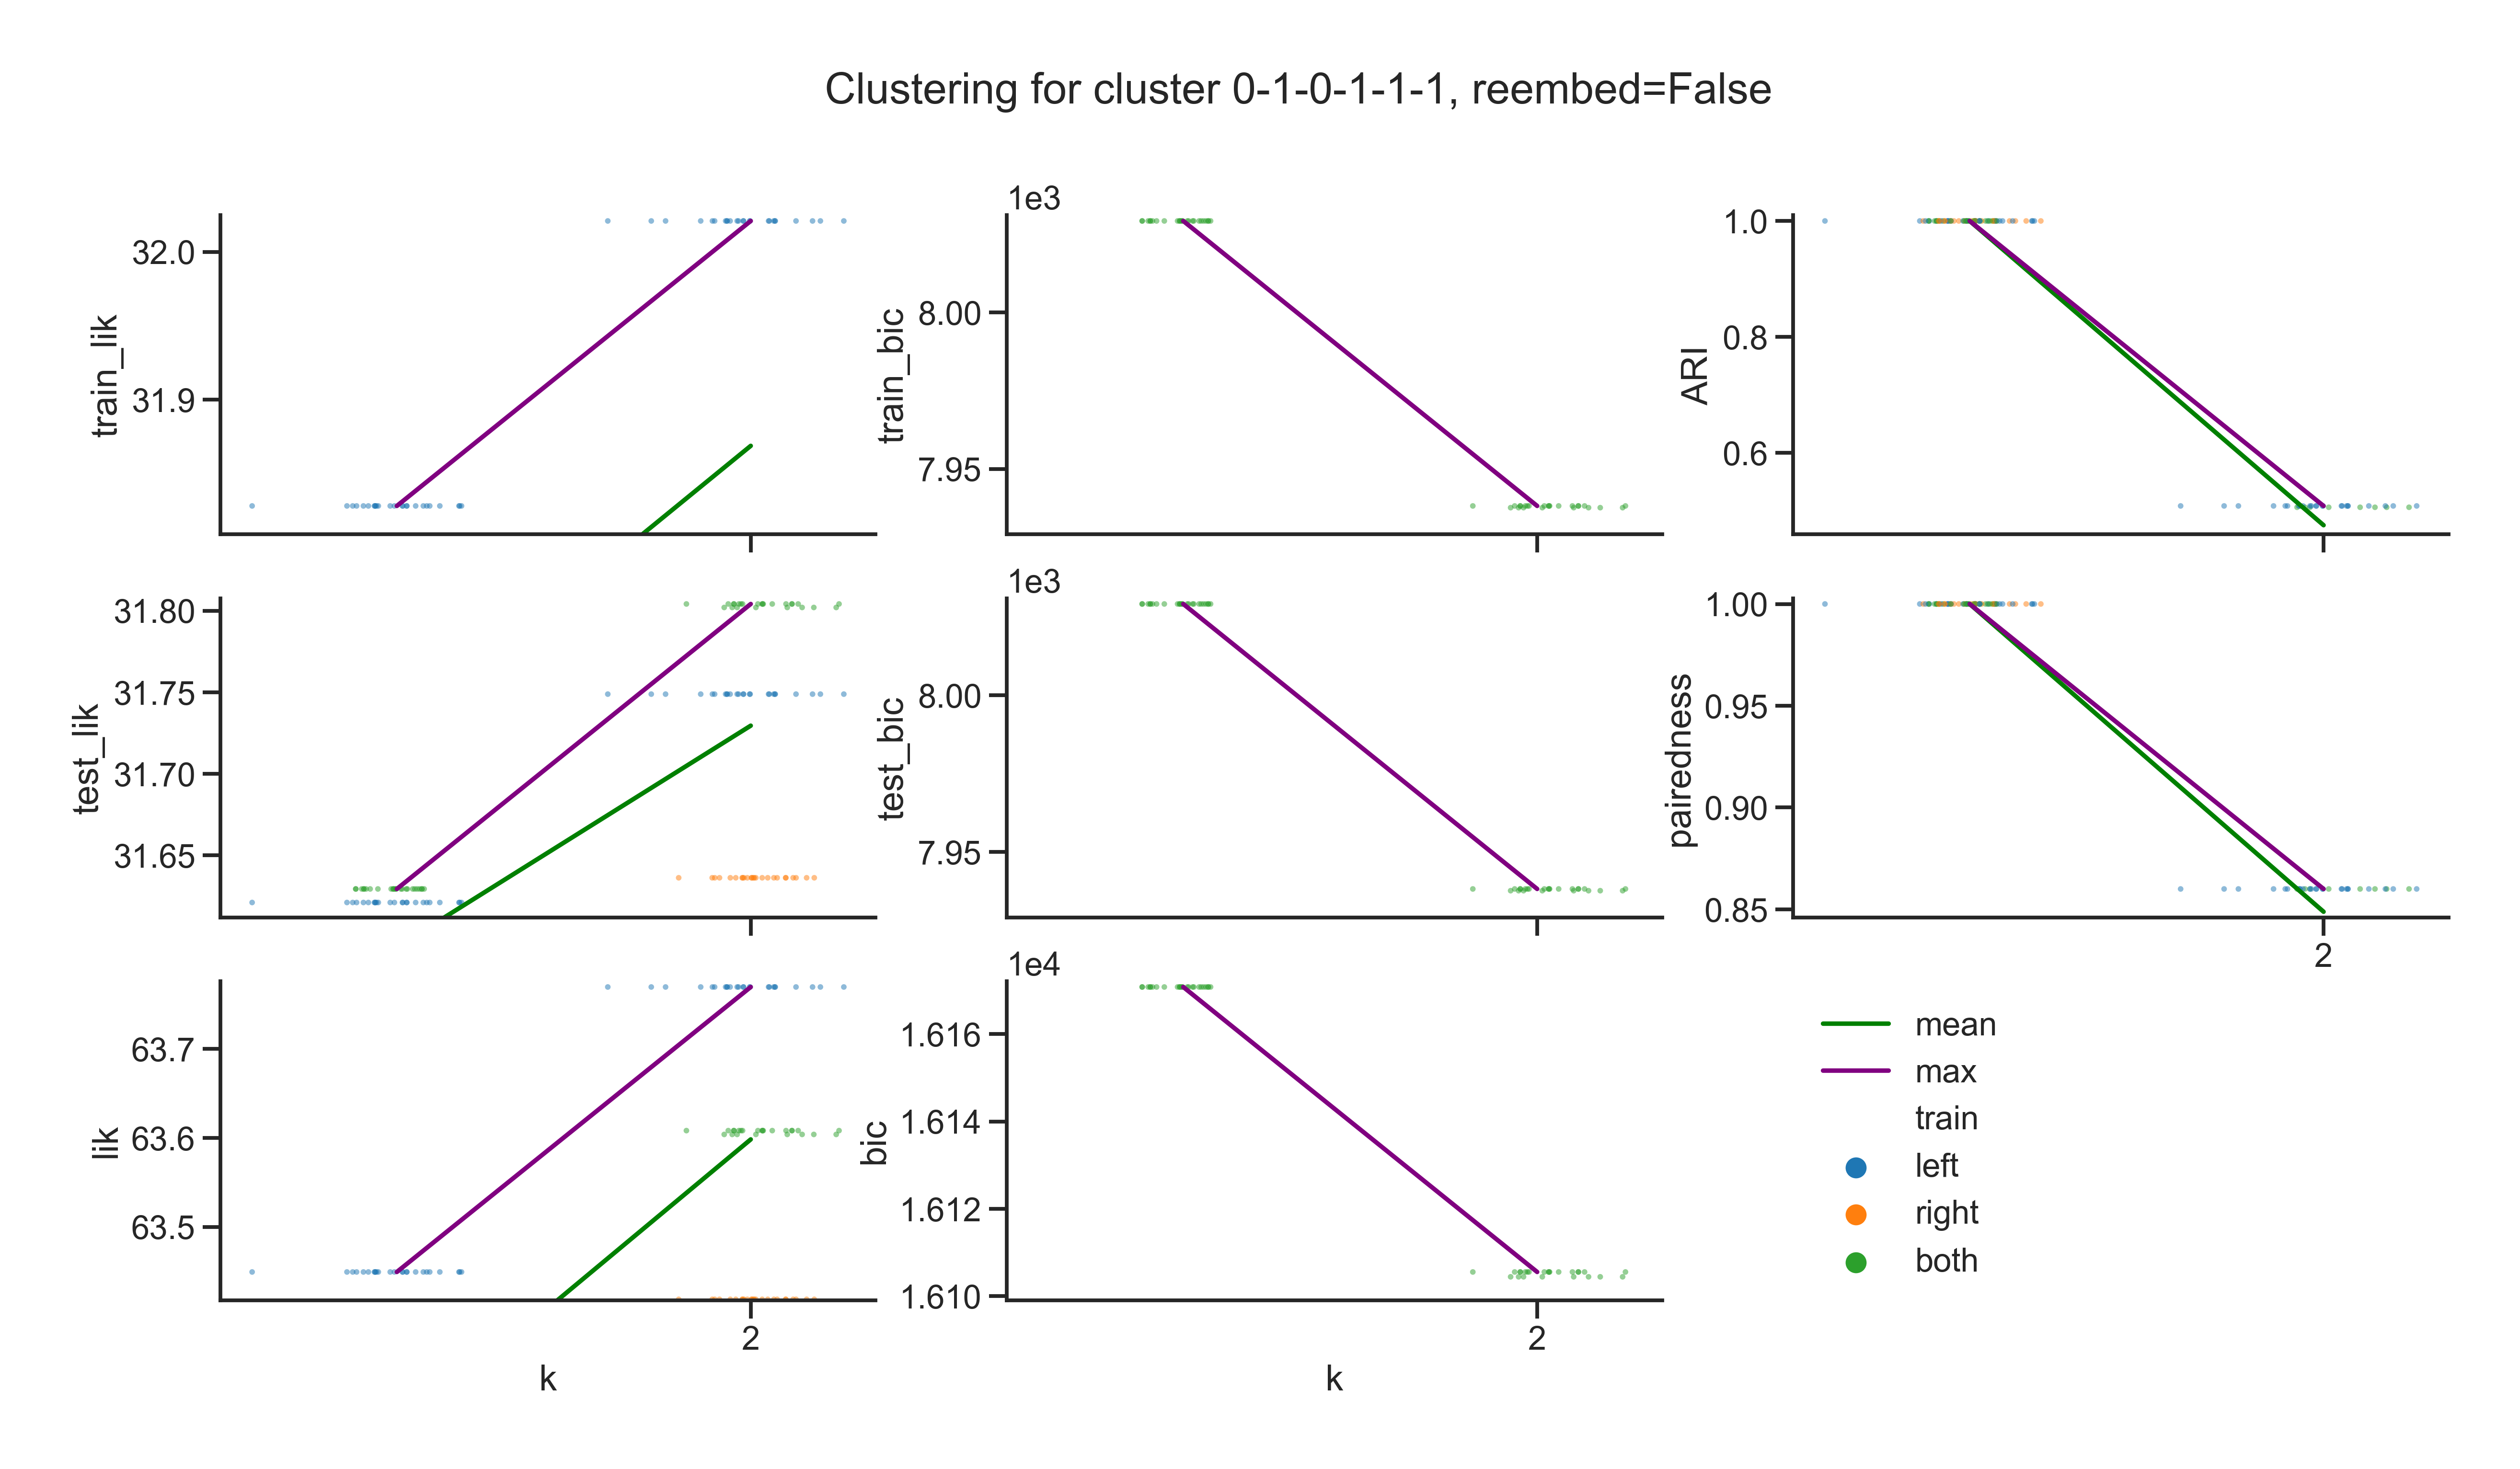 Clustering for cluster 0-1-0-1-1-1, reembed=False
train_lik
32.0
31.9
1e3
train_bic
8.00
7.95
ARI
1.0
0.8
0.6
test_lik
31.80
31.75
31.70
31.65
1e3
test_bic
8.00
7.95
pairedness
1.00
0.95
0.90
0.85
2
lik
63.7
63.6
63.5
2
k
1e4
bic
1.616
1.614
1.612
1.610
2
k
mean
max
train
left
right
both